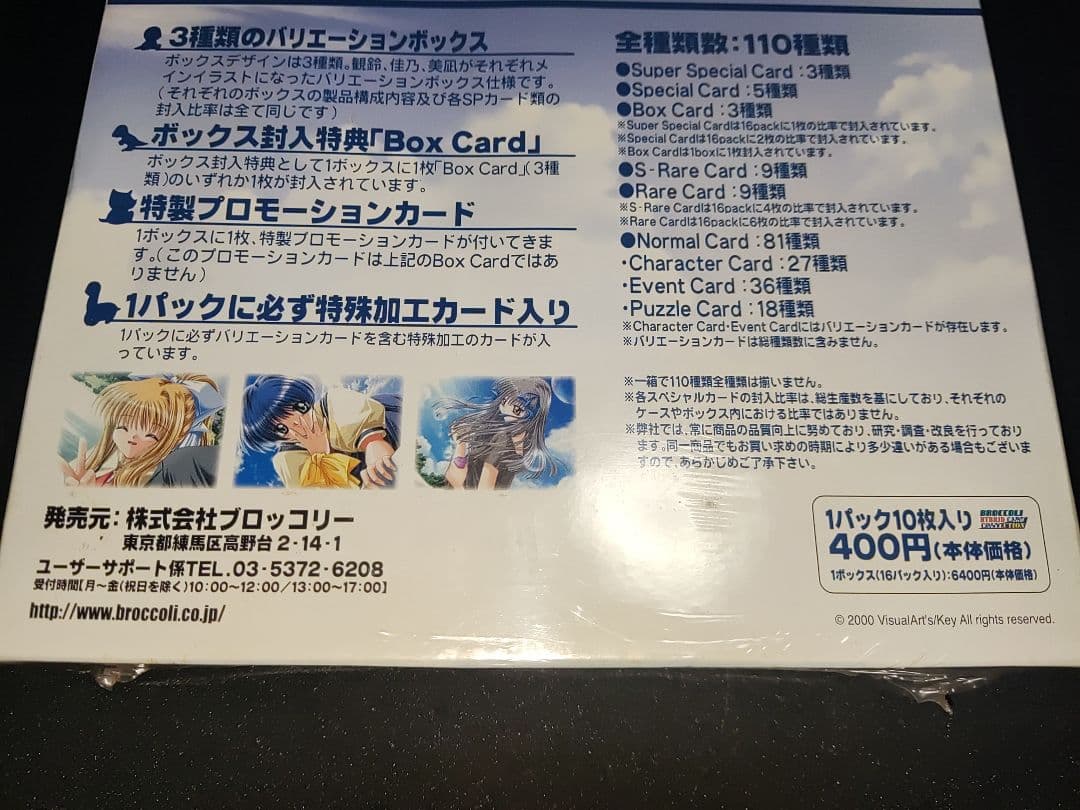 3種類のバリエーションボックス
ボックスデザインは3種類。観鈴、佳乃、美凪がそれぞれメ
インイラストになったバリエーションボックス仕様です。
(それぞれのボックスの製品構成内容及び各SPカード類の
封入比率は全て同じです)
ボックス封入特典「Box Card」
ボックス封入特典として1ボックスに1枚「Box Card」(3種
類)のいずれか1枚が封入されています。
特製プロモーションカード
1ボックスに1枚、特製プロモーションカードが付いてきま
す。(このプロモーションカードは上記のBox Cardではあ
りません)
1パックに必ず特殊加工カード入り
1パックに必ずバリエーションカードを含む特殊加工のカードが入
っています。
発売元:株式会社ブロッコリー
東京都練馬区高野台2-14-1
ユーザーサポート係TEL.03-5372-6208
受付時間【月～金(祝日を除く)10:00～12:00/13:00～17:00】
http://www.broccoli.co.jp/
全種類数:110種類
●Super Special Card:3種類
●Special Card:5種類
●Box Card:3種類
※Super Special Cardは16packに1枚の比率で封入されています。
※Special Cardは16packに2枚の比率で封入されています。
※Box Cardは1boxに1枚封入されています。
●S-Rare Card:9種類
●Rare Card:9種類
※S-Rare Cardは16packに4枚の比率で封入されています。
※Rare Cardは16packに6枚の比率で封入されています。
●Normal Card:81種類
・Character Card:27種類
・Event Card:36種類
・Puzzle Card:18種類
※Character Card・Event Cardにはバリエーションカードが存在します。
※バリエーションカードは総種類数に含みません。
※一箱で110種類全種類は揃いません。
※各スペシャルカードの封入比率は、総生産数を基にしており、それぞれの
ケースやボックス内における比率ではありません。
※弊社では、常に商品の品質向上に努めており、研究・調査・改良を行っており
ます。同一商品でもお買い求めの時期により多少違いがある場合もございま
すので、あらかじめご了承下さい。
1パック10枚入り
BROCCOLI
HYBRID CARD
COLLECTION
400円(本体価格)
1ボックス(16パック入り):6400円(本体価格)
© 2000 VisualArt's/Key All rights reserved.